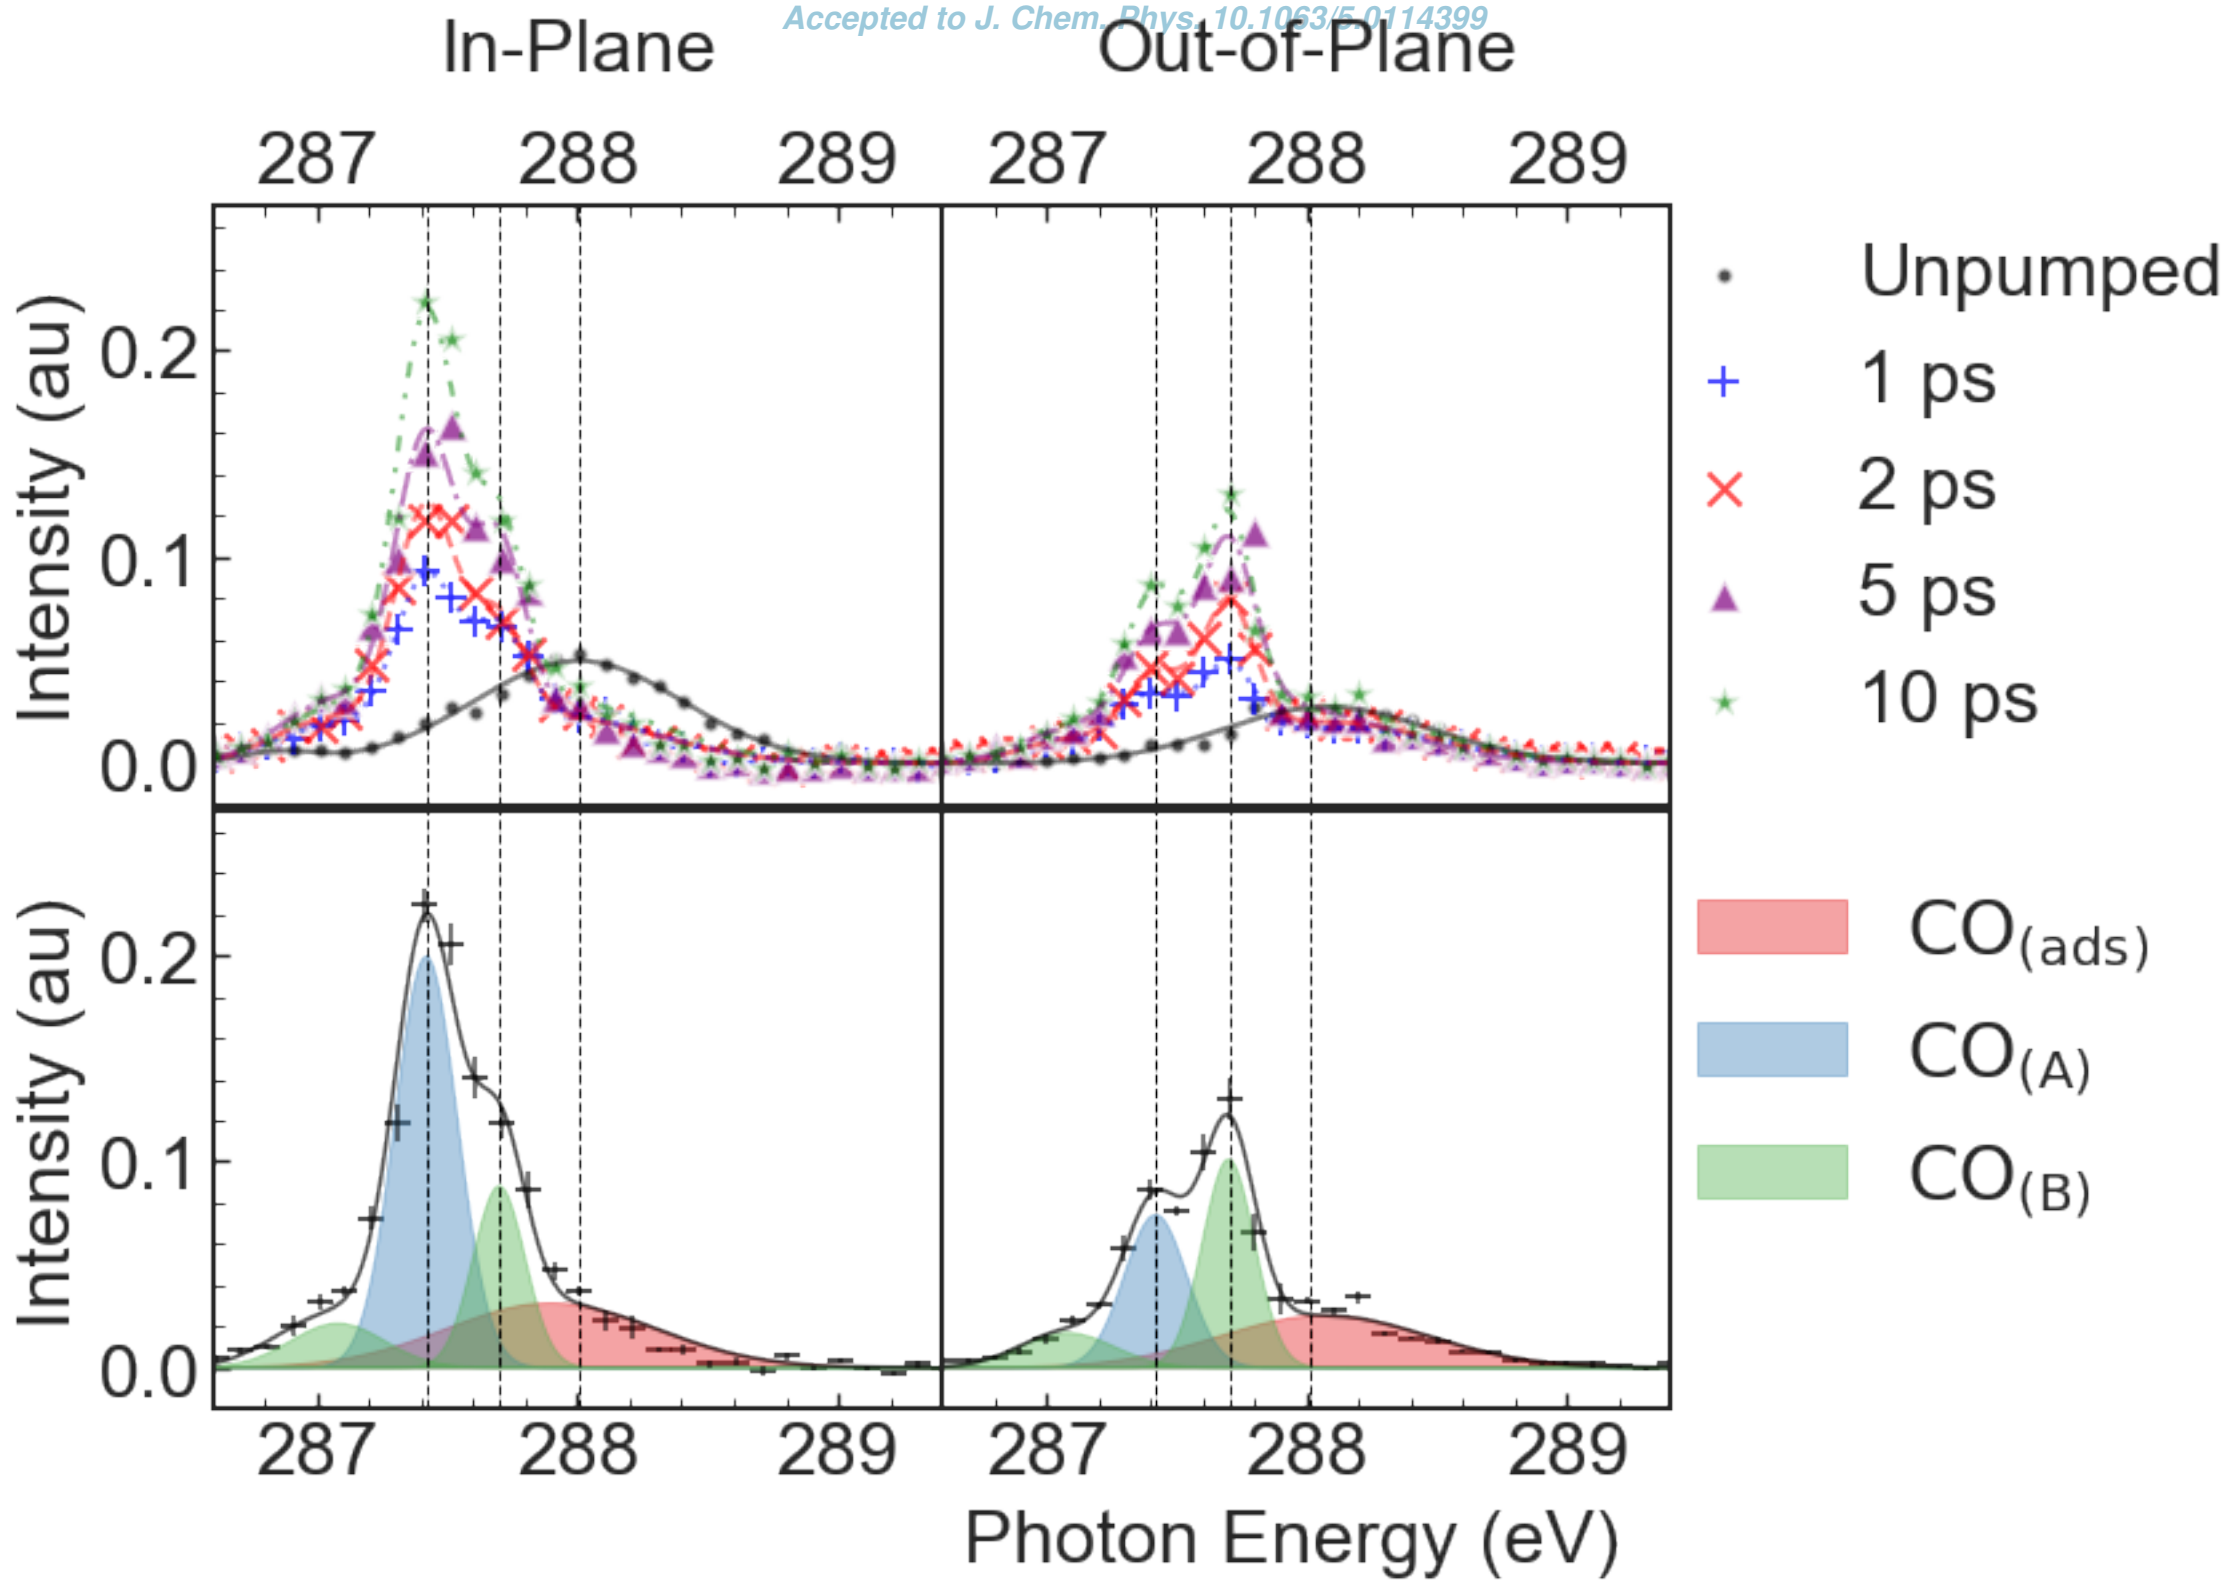 Accepted to J. Chem. Phys. 10.1063/5.0114399
In-Plane Out-of-Plane
287 288 289 287 288 289
Intensity (au)
0.2
0.1
0.0
Unpumped
1 ps
2 ps
5 ps
10 ps
Intensity (au)
0.2
0.1
0.0
CO(ads)
CO(A)
CO(B)
287 288 289 287 288 289
Photon Energy (eV)